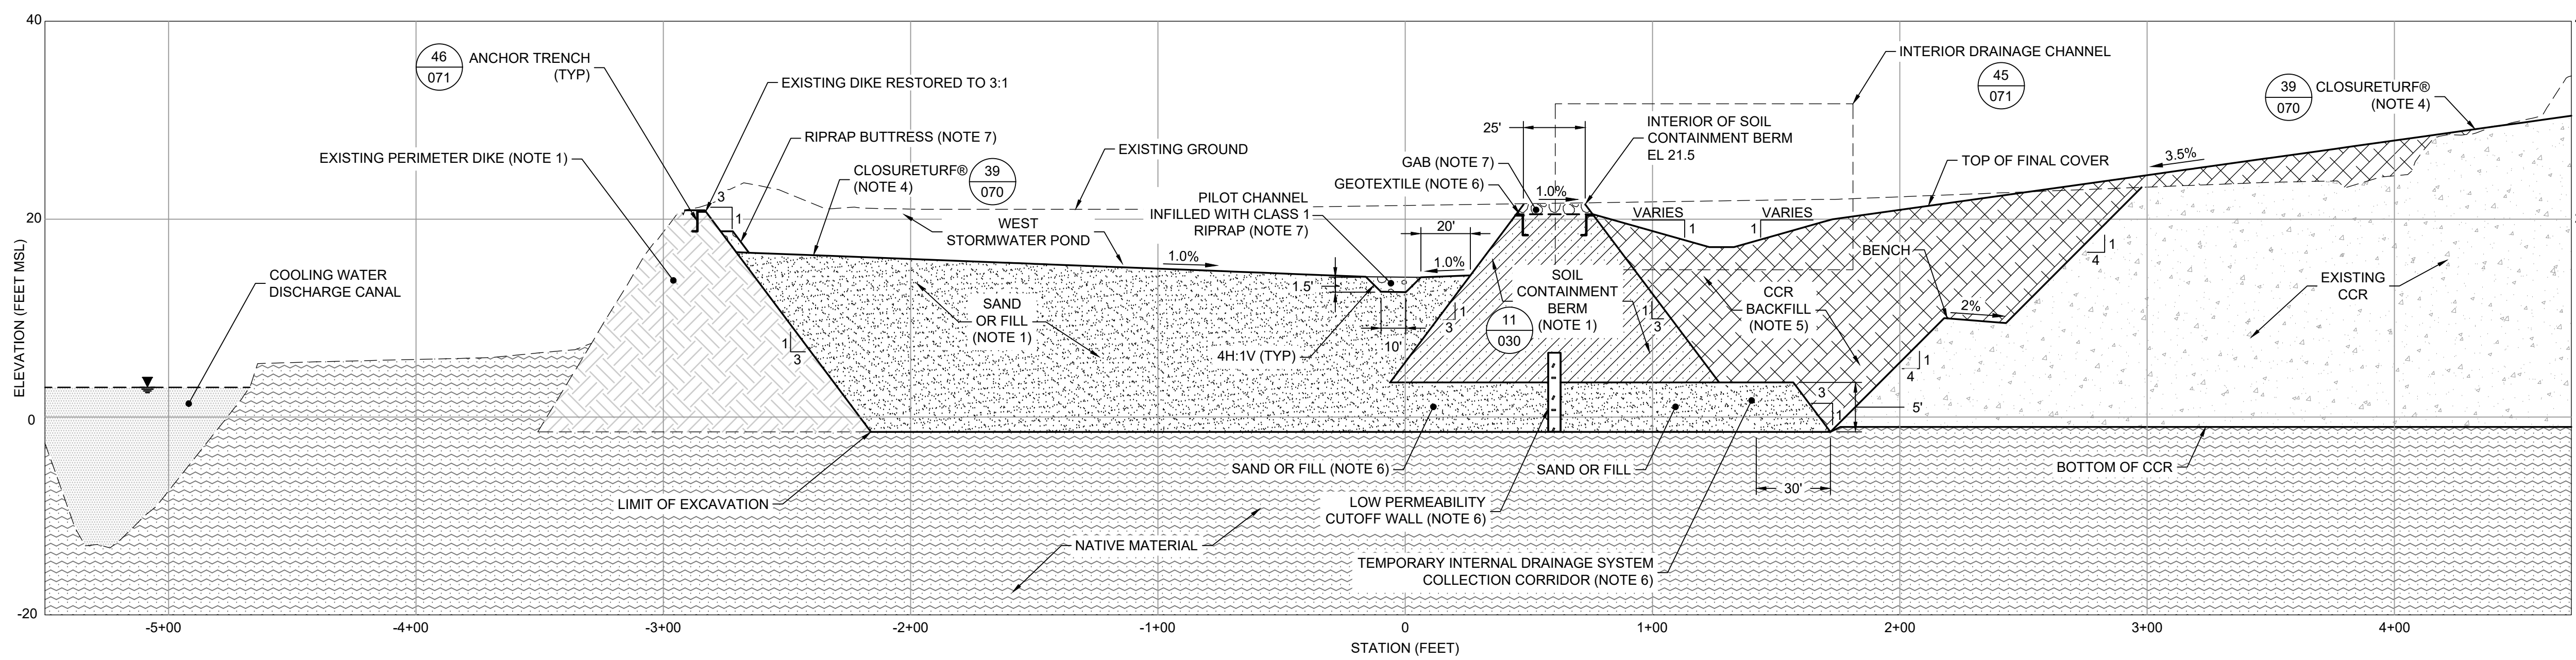 40
20
0
-20
ELEVATION (FEET MSL)
46
071
ANCHOR TRENCH
(TYP)
EXISTING DIKE RESTORED TO 3:1
RIPRAP BUTTRESS (NOTE 7)
EXISTING PERIMETER DIKE (NOTE 1)
CLOSURETURF®
(NOTE 4)
39
070
EXISTING GROUND
COOLING WATER
DISCHARGE CANAL
3
1
WEST
STORMWATER POND
1.0%
SAND
OR FILL
(NOTE 1)
1
3
PILOT CHANNEL
INFILLED WITH CLASS 1
RIPRAP (NOTE 7)
20'
1.0%
1.5'
10'
4H:1V (TYP)
1
3
25'
GAB (NOTE 7)
GEOTEXTILE (NOTE 6)
1.0%
INTERIOR OF SOIL
CONTAINMENT BERM
EL 21.5
INTERIOR DRAINAGE CHANNEL
45
071
39
070
CLOSURETURF®
(NOTE 4)
VARIES
1
VARIES
1
TOP OF FINAL COVER
3.5%
SOIL
CONTAINMENT
BERM
(NOTE 1)
11
030
1
3
CCR
BACKFILL
(NOTE 5)
BENCH
2%
1
4
1
4
EXISTING
CCR
3
1
5'
30'
SAND OR FILL (NOTE 6)
SAND OR FILL
BOTTOM OF CCR
LIMIT OF EXCAVATION
LOW PERMEABILITY
CUTOFF WALL (NOTE 6)
NATIVE MATERIAL
TEMPORARY INTERNAL DRAINAGE SYSTEM
COLLECTION CORRIDOR (NOTE 6)
-5+00
-4+00
-3+00
-2+00
-1+00
0
1+00
2+00
3+00
4+00
STATION (FEET)